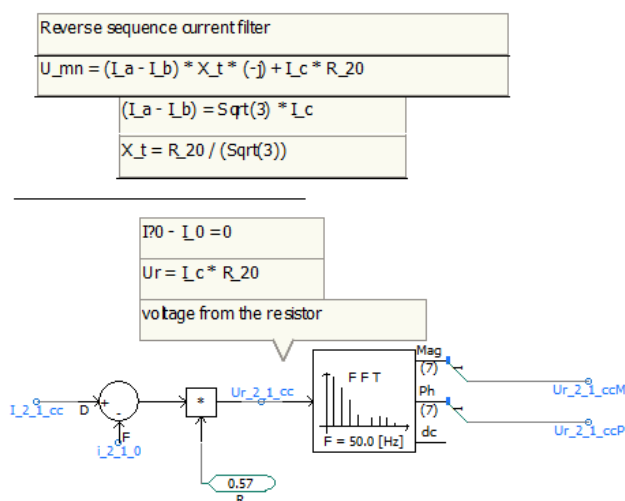 Reverse sequence current filter
U_mn = (I_a - I_b) * X_t * (-j) + I_c * R_20
(I_a - I_b) = Sqrt(3) * I_c
X_t = R_20 / (Sqrt(3))
I?0 - I_0 = 0
Ur = I_c * R_20
voltage from the resistor
I_2_1_cc
D
+
-
F
i_2_1_0
*
Ur_2_1_cc
0.57
R
F F T
F = 50.0 [Hz]
Mag
(7)
Ph
(7)
dc
1
1
Ur_2_1_ccM
Ur_2_1_ccP